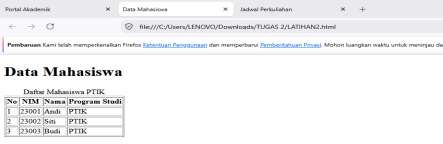 Portal Akademik × Data Mahasiswa × Jadwal Perkuliahan × +
file:///C:/Users/LENOVO/Downloads/TUGAS 2/LATIHAN2.html
Pembaruan Kami telah memperkenalkan Firefox Ketentuan Penggunaan dan memperbarui Pemberitahuan Privasi. Mohon luangkan waktu untuk meninjau de
Data Mahasiswa
Daftar Mahasiswa PTIK
No NIM Nama Program Studi
1 23001 Andi PTIK
2 23002 Siti PTIK
3 23003 Budi PTIK